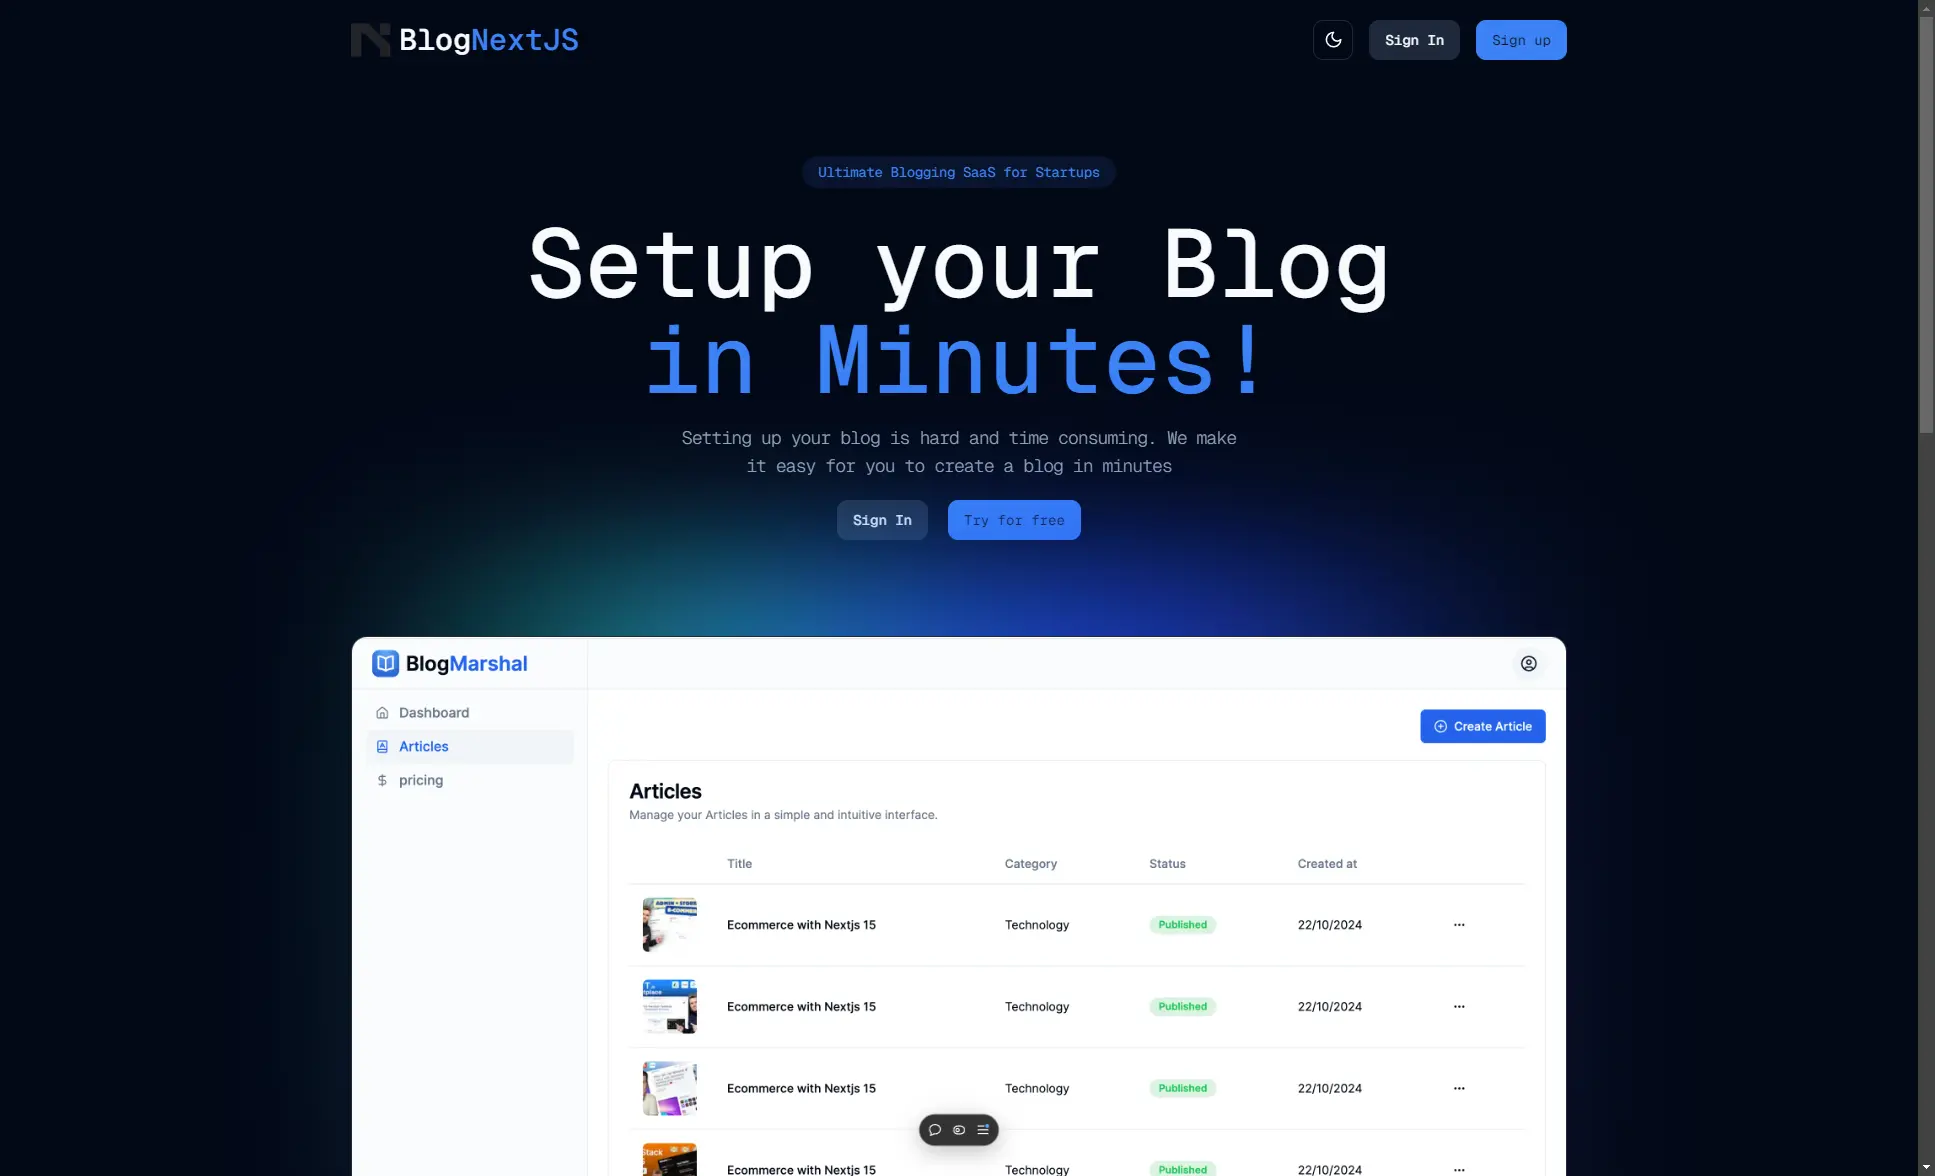 BlogNextJS
Sign In
Sign up
Ultimate Blogging SaaS for Startups
Setup your Blog
in Minutes!
Setting up your blog is hard and time consuming. We make
it easy for you to create a blog in minutes
Sign In
Try for free
BlogMarshal
Dashboard
Articles
pricing
Create Article
Articles
Manage your Articles in a simple and intuitive interface.
Title Category Status Created at
Ecommerce with Nextjs 15 Technology Published 22/10/2024
Ecommerce with Nextjs 15 Technology Published 22/10/2024
Ecommerce with Nextjs 15 Technology Published 22/10/2024
Stack
Ecommerce with Nextjs 15 Technology Published 22/10/2024